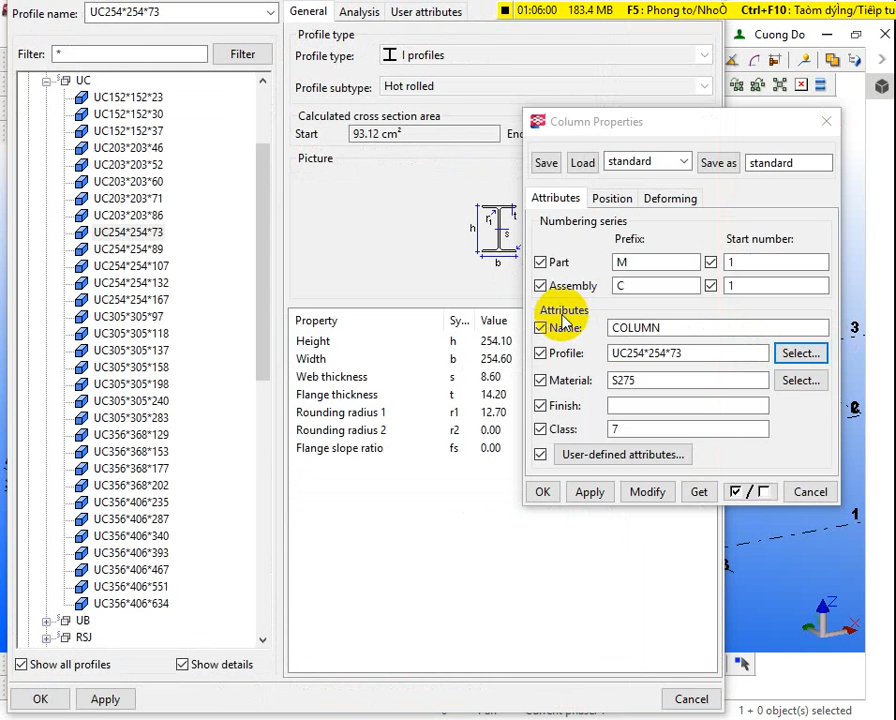 Profile name: UC254*254*73
Filter: * Filter
UC
UC152*152*23
UC152*152*30
UC152*152*37
UC203*203*46
UC203*203*52
UC203*203*60
UC203*203*71
UC203*203*86
UC254*254*73
UC254*254*89
UC254*254*107
UC254*254*132
UC254*254*167
UC305*305*97
UC305*305*118
UC305*305*137
UC305*305*158
UC305*305*198
UC305*305*240
UC305*305*283
UC356*368*129
UC356*368*153
UC356*368*177
UC356*368*202
UC356*406*235
UC356*406*287
UC356*406*340
UC356*406*393
UC356*406*467
UC356*406*551
UC356*406*634
UB
RSJ
Show all profiles Show details
OK Apply Cancel
General Analysis User attributes
Profile type
Profile type: I profiles
Profile subtype: Hot rolled
Calculated cross section area
Start 93.12 cm²
Picture
h r1 t s b
Property Sy... Value
Height h 254.10
Width b 254.60
Web thickness s 8.60
Flange thickness t 14.20
Rounding radius 1 r1 12.70
Rounding radius 2 r2 0.00
Flange slope ratio fs 0.00
01:06:00 183.4 MB F5: Phong to/NhoÛ Ctrl+F10:
Cuong Do
Column Properties
Save Load standard Save as standard
Attributes Position Deforming
Numbering series
Prefix: Start number:
Part M 1
Assembly C 1
Attributes
Name: COLUMN
Profile: UC254*254*73 Select...
Material: S275 Select...
Finish:
Class: 7
User-defined attributes...
OK Apply Modify Get / Cancel
3
1
Z
1 + 0 object(s) selected